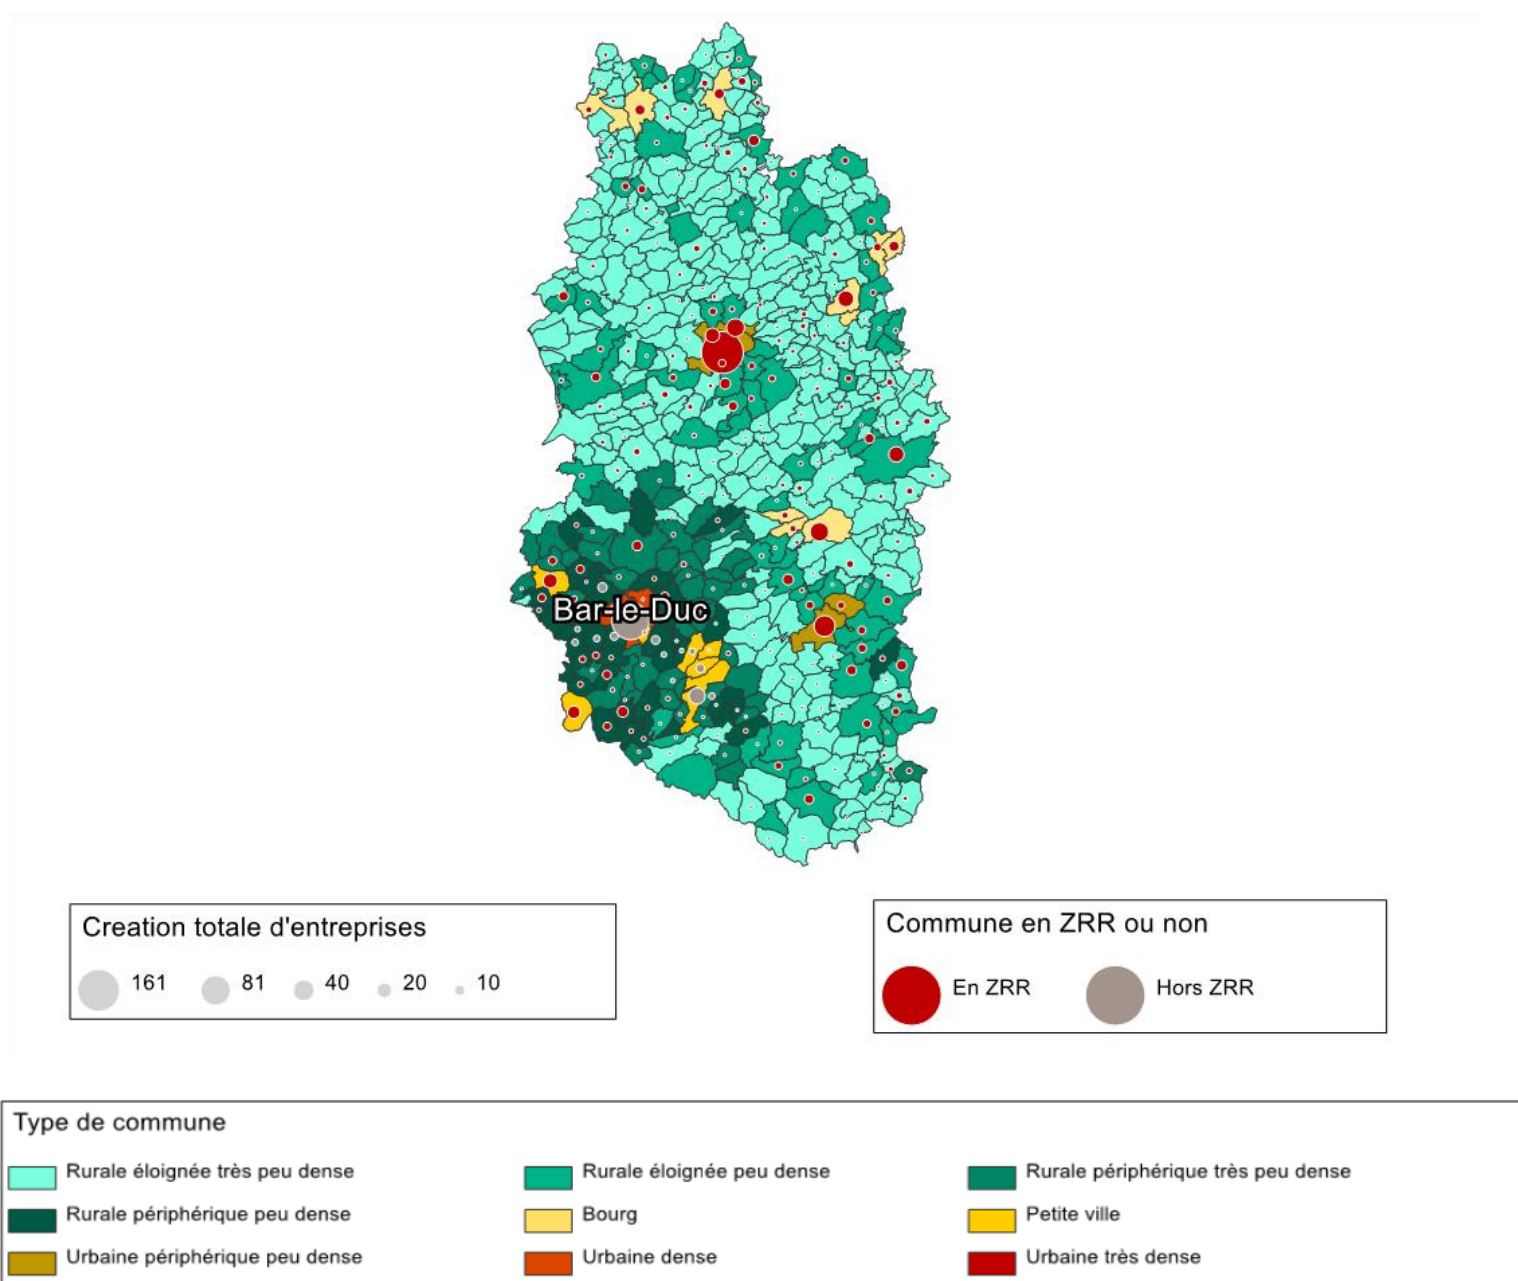 Bar-le-Duc
Creation totale d'entreprises
161 81 40 20 10
Commune en ZRR ou non
En ZRR Hors ZRR
Type de commune
Rurale éloignée très peu dense Rurale éloignée peu dense Rurale périphérique très peu dense
Rurale périphérique peu dense Bourg Petite ville
Urbaine périphérique peu dense Urbaine dense Urbaine très dense